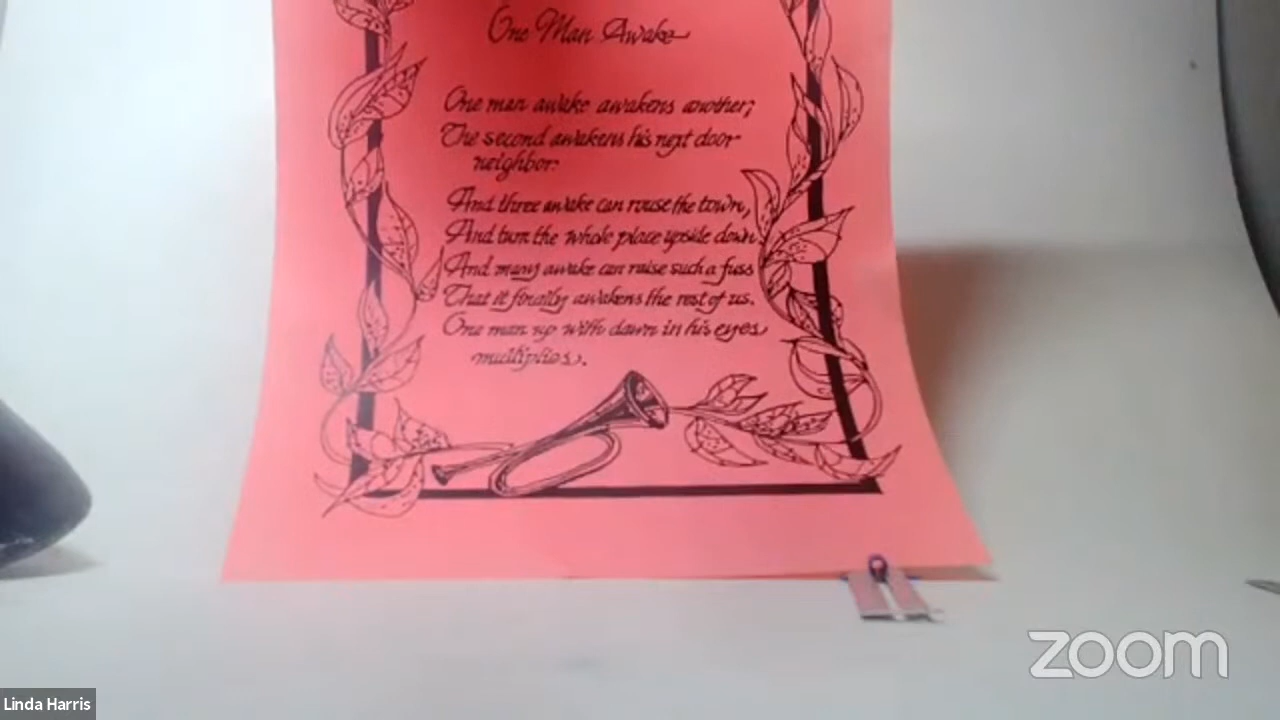 One Man Awake
One man awake awakens another;
The second awakens his next door
neighbor.
And three awake can rouse the town,
And turn the whole place upside down.
And many awake can raise such a fuss
That it finally awakens the rest of us.
One man up with dawn in his eyes
multiplies.
zoom
Linda Harris